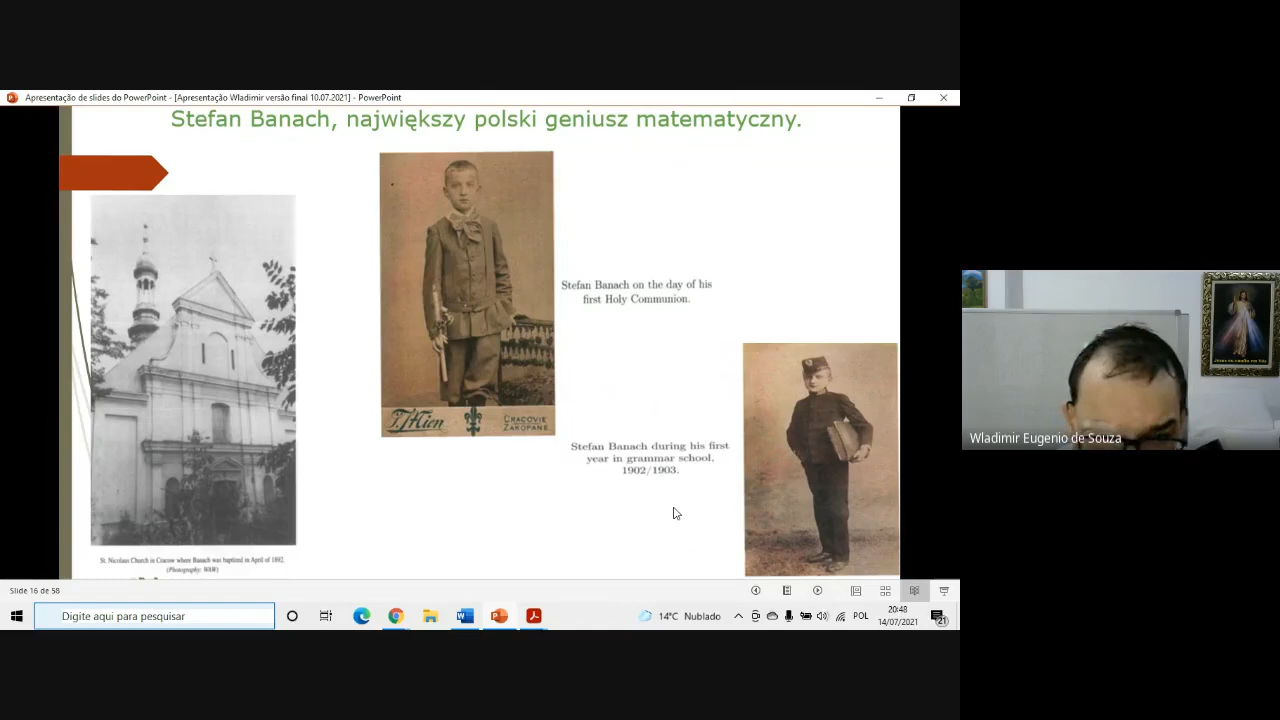 Apresentação de slides do PowerPoint - [Apresentação Wladimir versão final 10.07.2021] - PowerPoint
Stefan Banach, największy polski geniusz matematyczny.
Stefan Banach on the day of his
first Holy Communion.
CRACOVIE
ZAKOPANE
Stefan Banach during his first
year in grammar school,
1902/1903.
St. Nicolaus Church in Cracow where Banach was baptized in April of 1892.
Wladimir Eugenio de Souza
Slide 16 de 58
Digite aqui para pesquisar
14°C Nublado
POL
20:48
14/07/2021
21